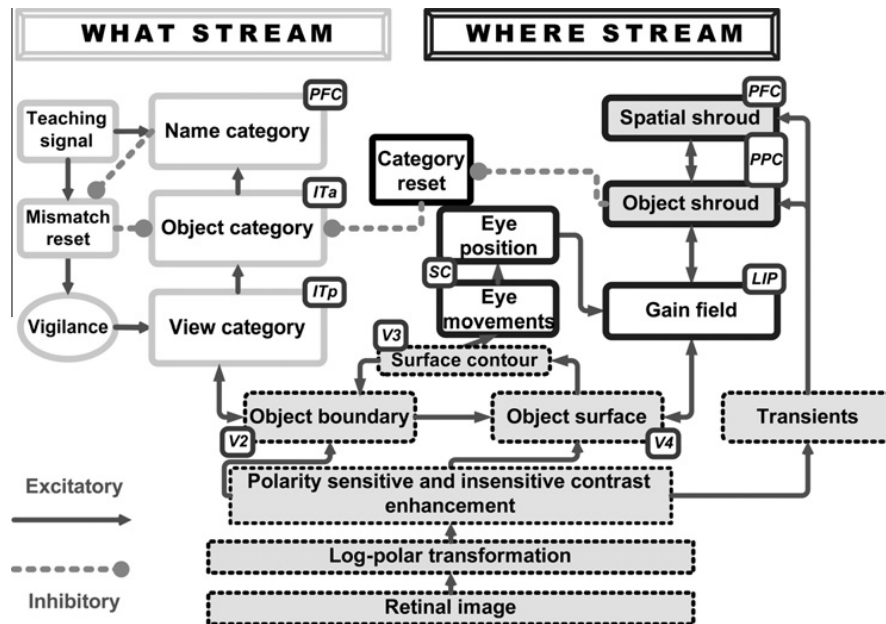 WHAT STREAM
WHERE STREAM
PFC
PFC
Teaching
signal
Name category
Spatial shroud
Category
reset
PPC
ITa
Mismatch
reset
Object category
Object shroud
Eye
position
SC
ITp
LIP
Vigilance
View category
Eye
movements
Gain field
V3
Surface contour
Object boundary
Object surface
Transients
V2
V4
Excitatory
Polarity sensitive and insensitive contrast
enhancement
Log-polar transformation
Inhibitory
Retinal image